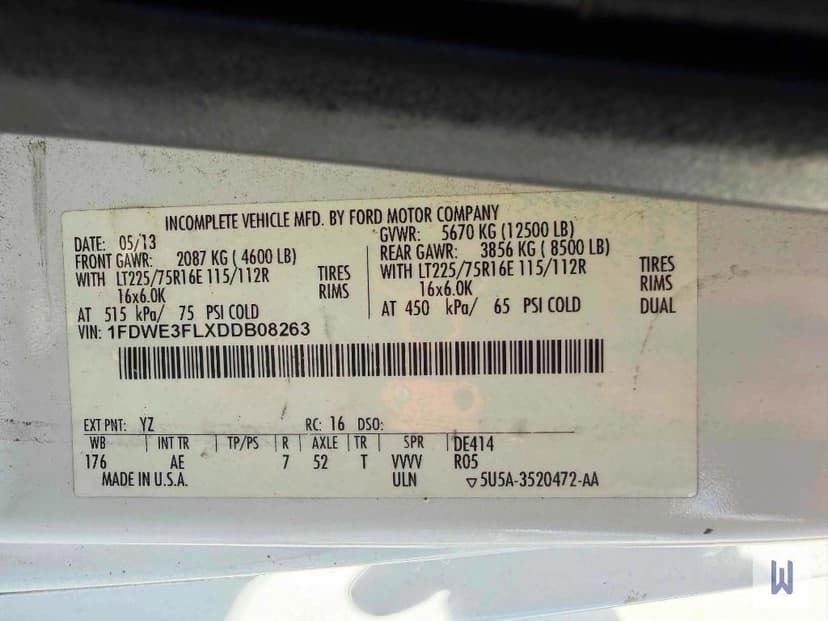 INCOMPLETE VEHICLE MFD. BY FORD MOTOR COMPANY
DATE: 05/13
FRONT GAWR: 2087 KG ( 4600 LB)
WITH LT225/75R16E 115/112R TIRES
16x6.0K RIMS
AT 515 kPa/ 75 PSI COLD
GVWR: 5670 KG (12500 LB)
REAR GAWR: 3856 KG ( 8500 LB)
WITH LT225/75R16E 115/112R TIRES
16x6.0K RIMS
AT 450 kPa/ 65 PSI COLD DUAL
VIN: 1FDWE3FLXDDB08263
EXT PNT: YZ RC: 16 DSO:
WB INT TR TP/PS R AXLE TR SPR DE414
176 AE 7 52 T VVVV R05
MADE IN U.S.A. ULN ▽5U5A-3520472-AA
W